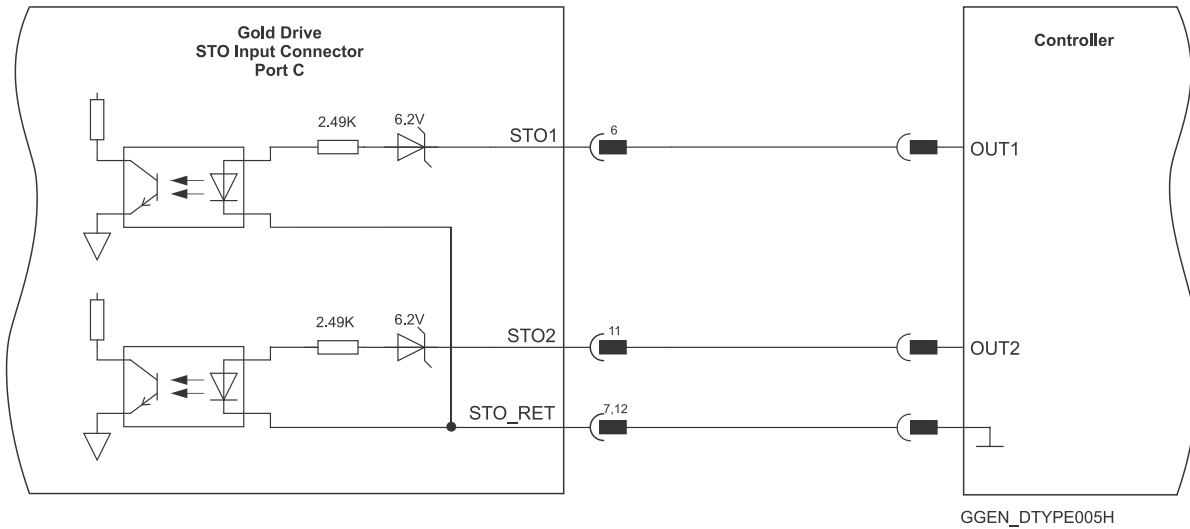 Gold Drive
STO Input Connector
Port C
Controller
2.49K
6.2V
STO1
6
OUT1
2.49K
6.2V
STO2
11
OUT2
STO_RET
7,12
GGEN_DTYPE005H